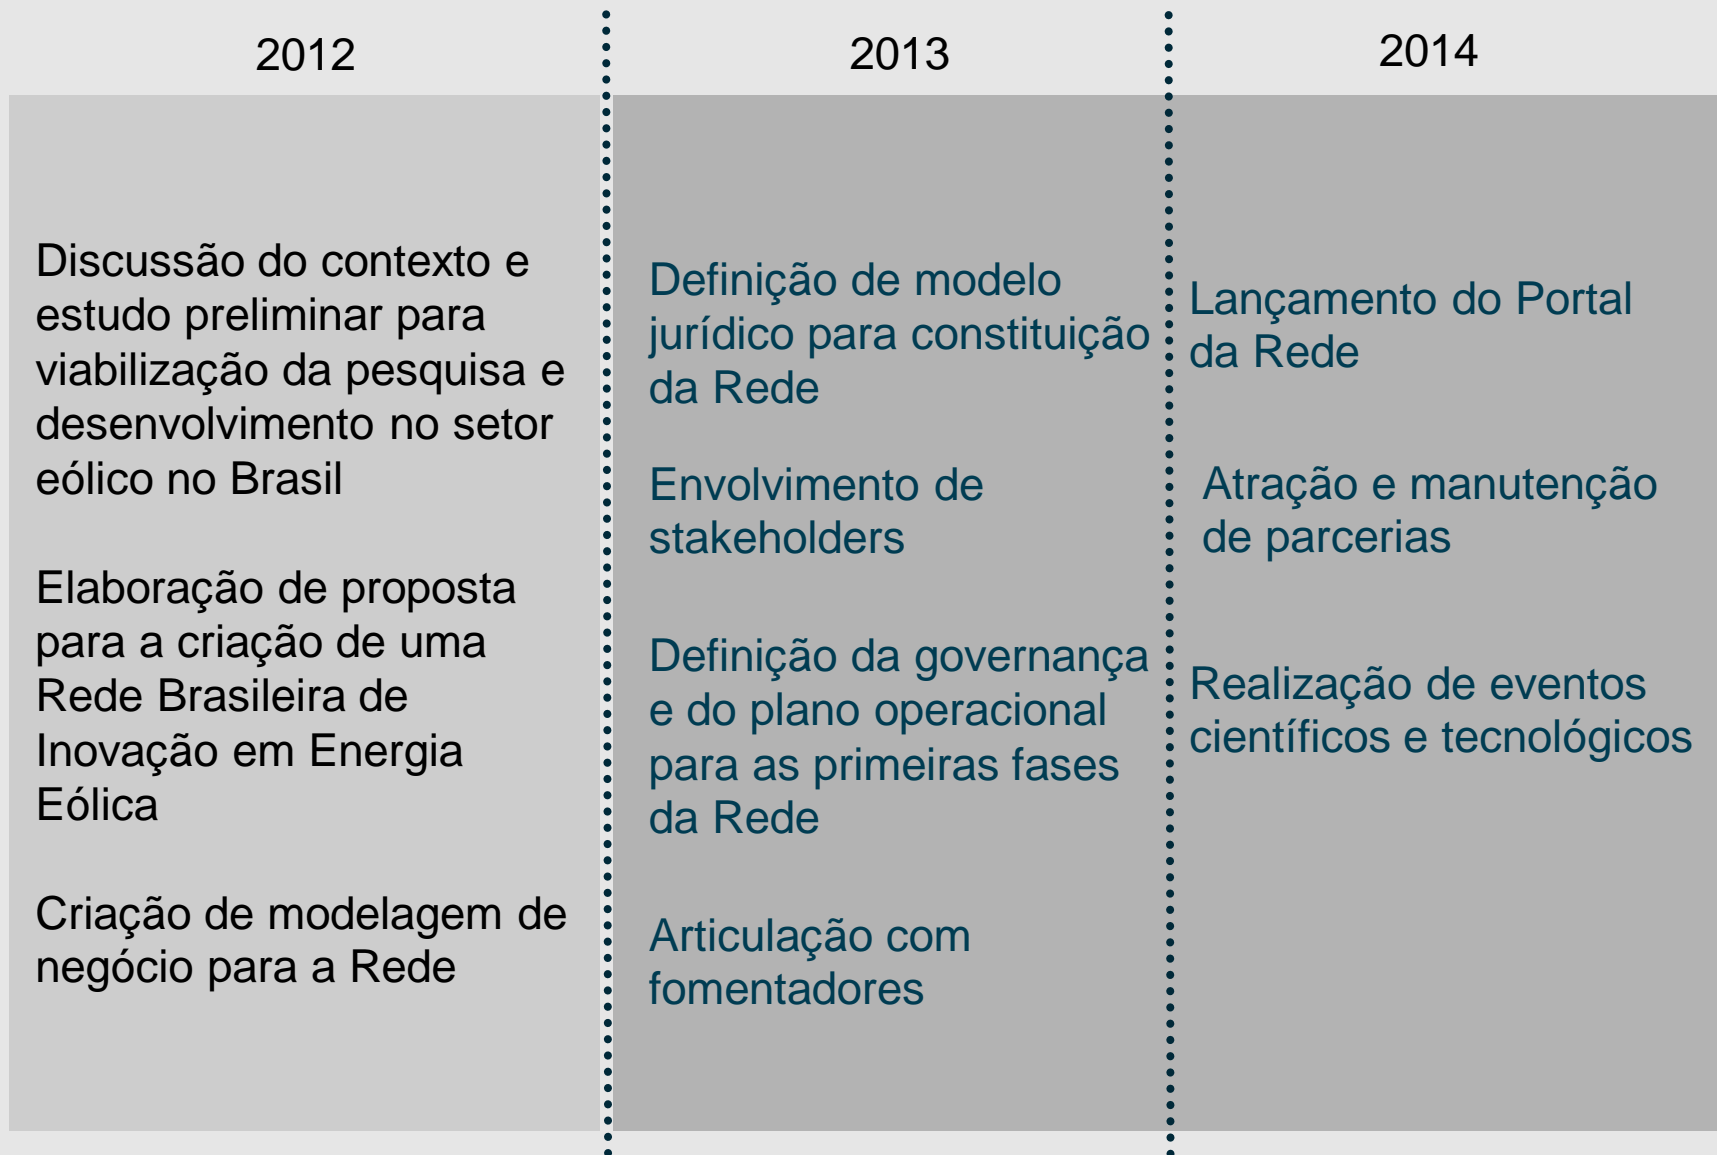 2012
Discussão do contexto e
estudo preliminar para
viabilização da pesquisa e
desenvolvimento no setor
eólico no Brasil
Elaboração de proposta
para a criação de uma
Rede Brasileira de
Inovação em Energia
Eólica
Criação de modelagem de
negócio para a Rede
2013
Definição de modelo
jurídico para constituição
da Rede
Envolvimento de
stakeholders
Definição da governança
e do plano operacional
para as primeiras fases
da Rede
Articulação com
fomentadores
2014
Lançamento do Portal
da Rede
Atração e manutenção
de parcerias
Realização de eventos
científicos e tecnológicos